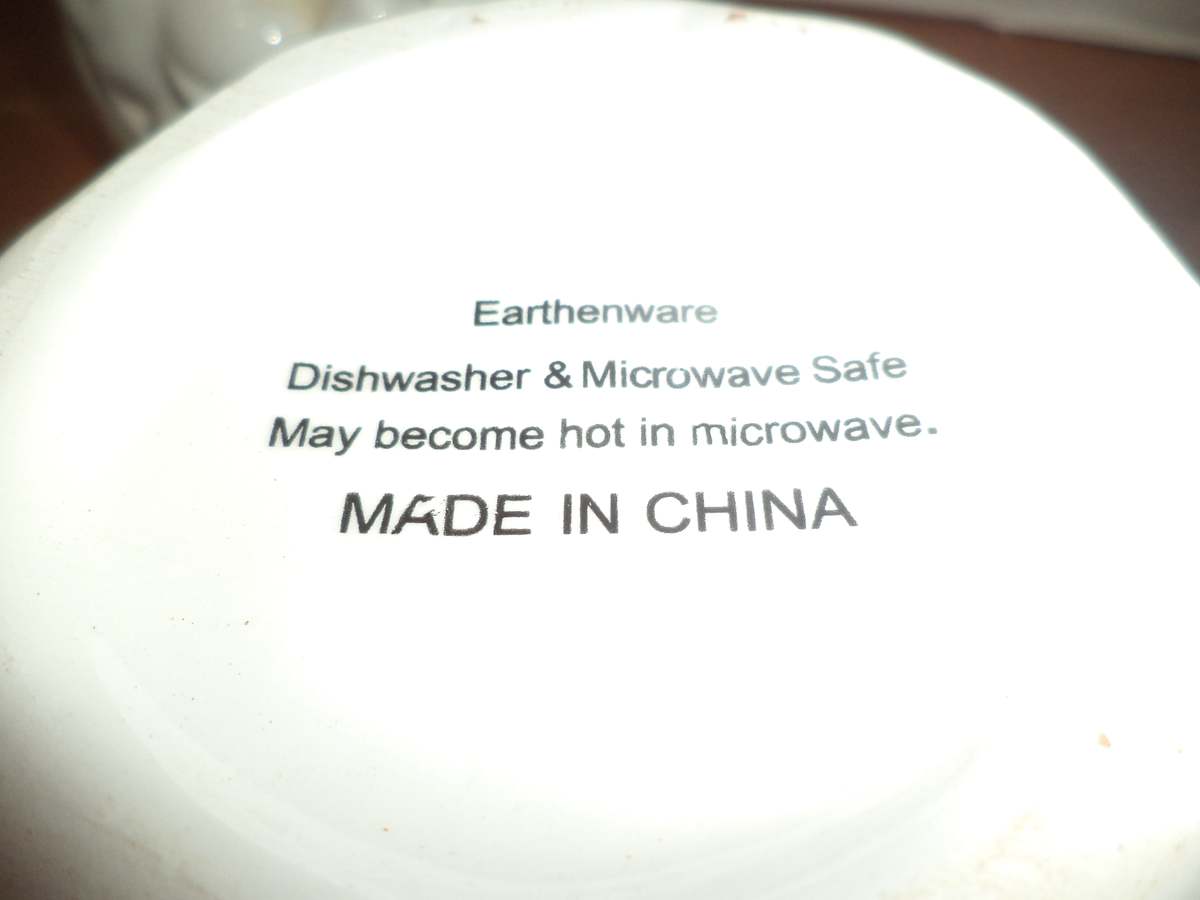 Earthenware
Dishwasher & Microwave Safe
May become hot in microwave.
MADE IN CHINA